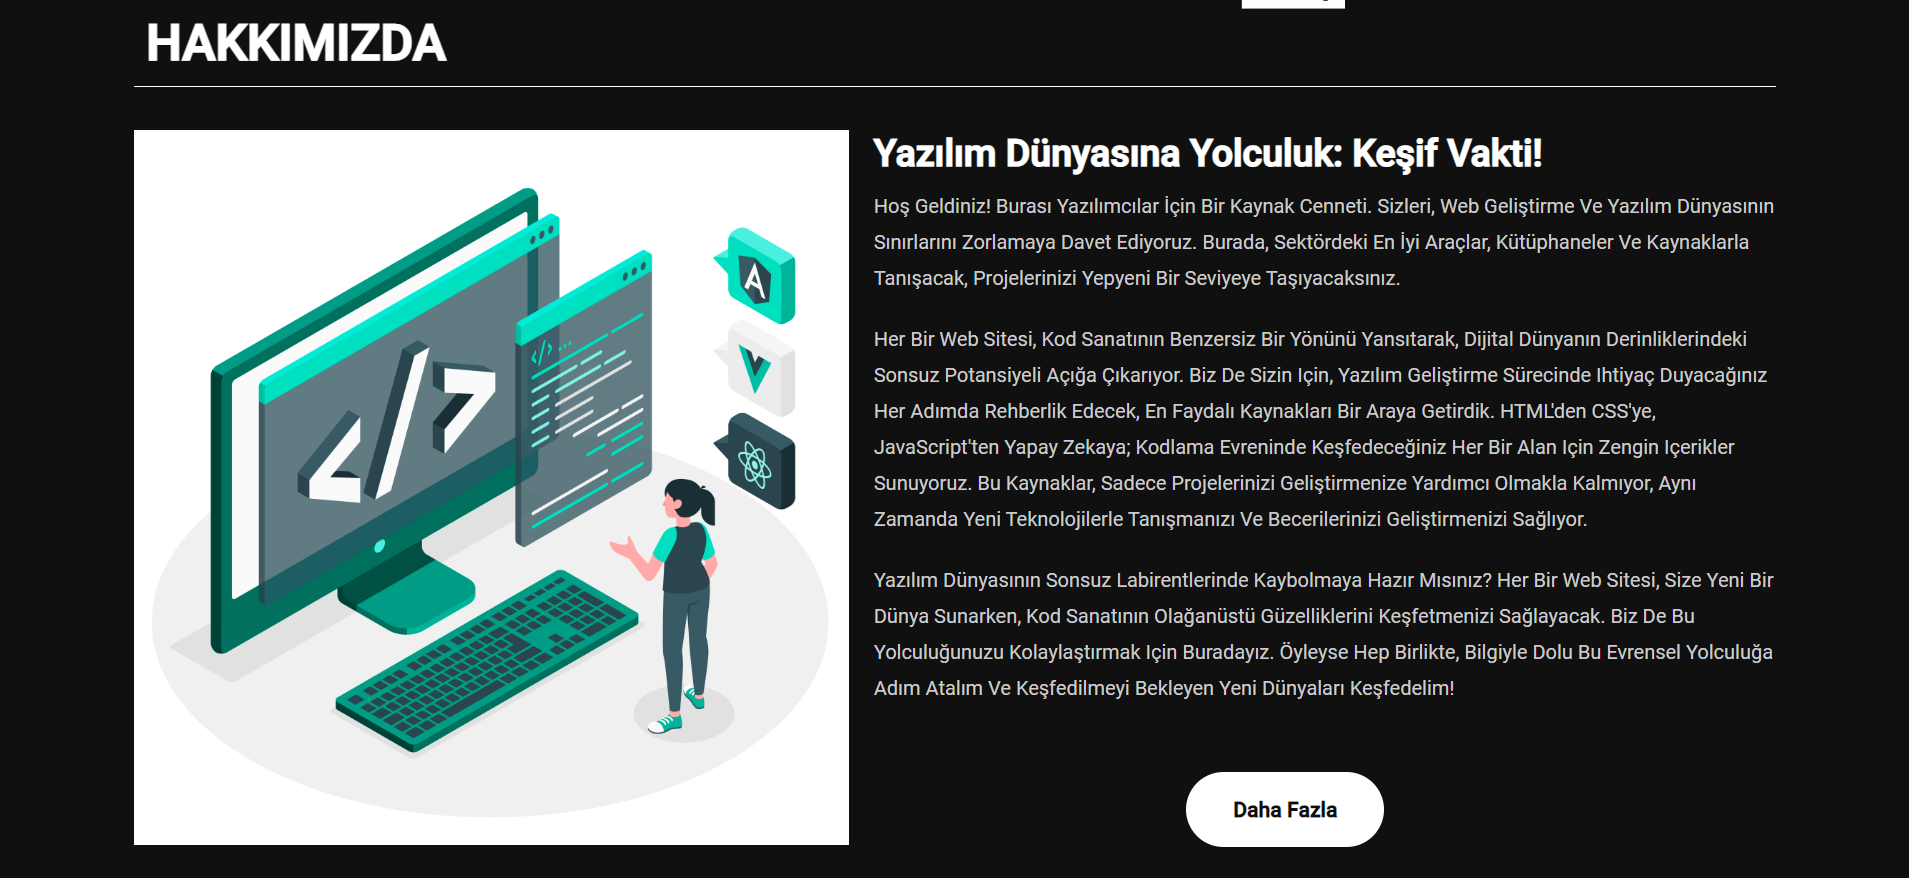 HAKKIMIZDA
Yazılım Dünyasına Yolculuk: Keşif Vakti!
Hoş Geldiniz! Burası Yazılımcılar İçin Bir Kaynak Cenneti. Sizleri, Web Geliştirme Ve Yazılım Dünyasının
Sınırlarını Zorlamaya Davet Ediyoruz. Burada, Sektördeki En İyi Araçlar, Kütüphaneler Ve Kaynaklarla
Tanışacak, Projelerinizi Yepyeni Bir Seviyeye Taşıyacaksınız.
Her Bir Web Sitesi, Kod Sanatının Benzersiz Bir Yönünü Yansıtarak, Dijital Dünyanın Derinliklerindeki
Sonsuz Potansiyeli Açığa Çıkarıyor. Biz De Sizin Için, Yazılım Geliştirme Sürecinde Ihtiyaç Duyacağınız
Her Adımda Rehberlik Edecek, En Faydalı Kaynakları Bir Araya Getirdik. HTML'den CSS'ye,
JavaScript'ten Yapay Zekaya; Kodlama Evreninde Keşfedeceğiniz Her Bir Alan Için Zengin Içerikler
Sunuyoruz. Bu Kaynaklar, Sadece Projelerinizi Geliştirmenize Yardımcı Olmakla Kalmıyor, Aynı
Zamanda Yeni Teknolojilerle Tanışmanızı Ve Becerilerinizi Geliştirmenizi Sağlıyor.
Yazılım Dünyasının Sonsuz Labirentlerinde Kaybolmaya Hazır Mısınız? Her Bir Web Sitesi, Size Yeni Bir
Dünya Sunarken, Kod Sanatının Olağanüstü Güzelliklerini Keşfetmenizi Sağlayacak. Biz De Bu
Yolculuğunuzu Kolaylaştırmak Için Buradayız. Öyleyse Hep Birlikte, Bilgiyle Dolu Bu Evrensel Yolculuğa
Adım Atalım Ve Keşfedilmeyi Bekleyen Yeni Dünyaları Keşfedelim!
Daha Fazla